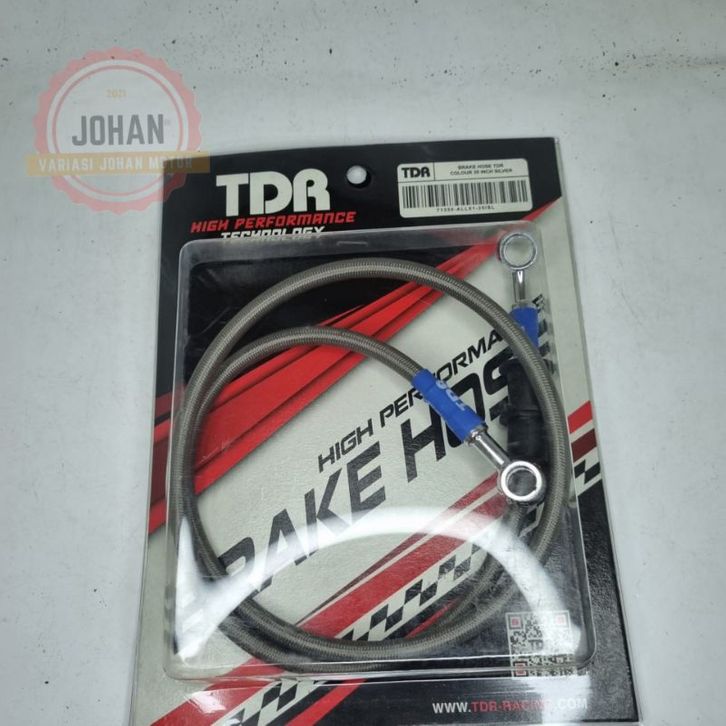 2021
JOHAN
VARIASI JOHAN MOTOR
TDR
HIGH PERFORMANCE
TECHNOLOGY
TDR
BRAKE HOSE TDR
COLOUR 35 INCH SILVER
HIGH PERFORMANCE
BRAKE HOSE
WWW.TDR-RACING.COM